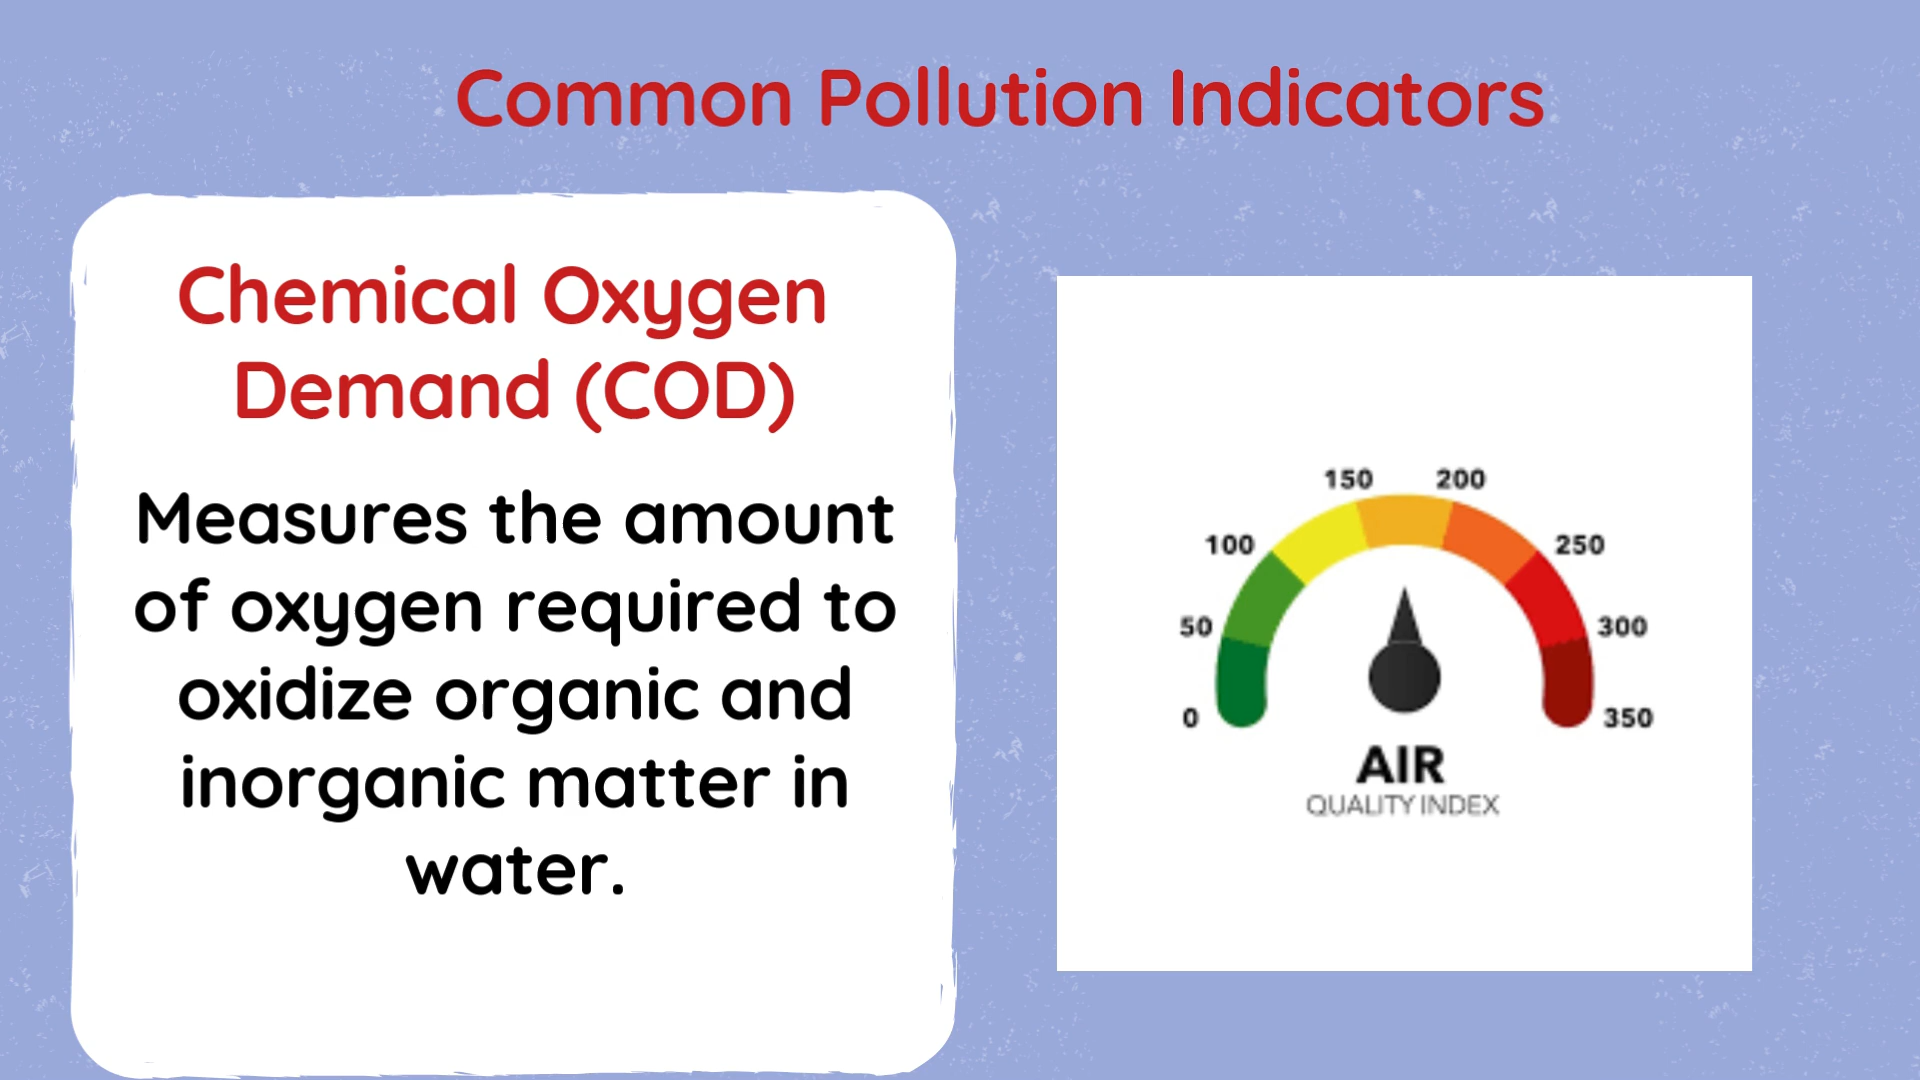 Common Pollution Indicators
Chemical Oxygen
Demand (COD)
Measures the amount
of oxygen required to
oxidize organic and
inorganic matter in
water.
150 200
100 250
50 300
0 350
AIR
QUALITY INDEX